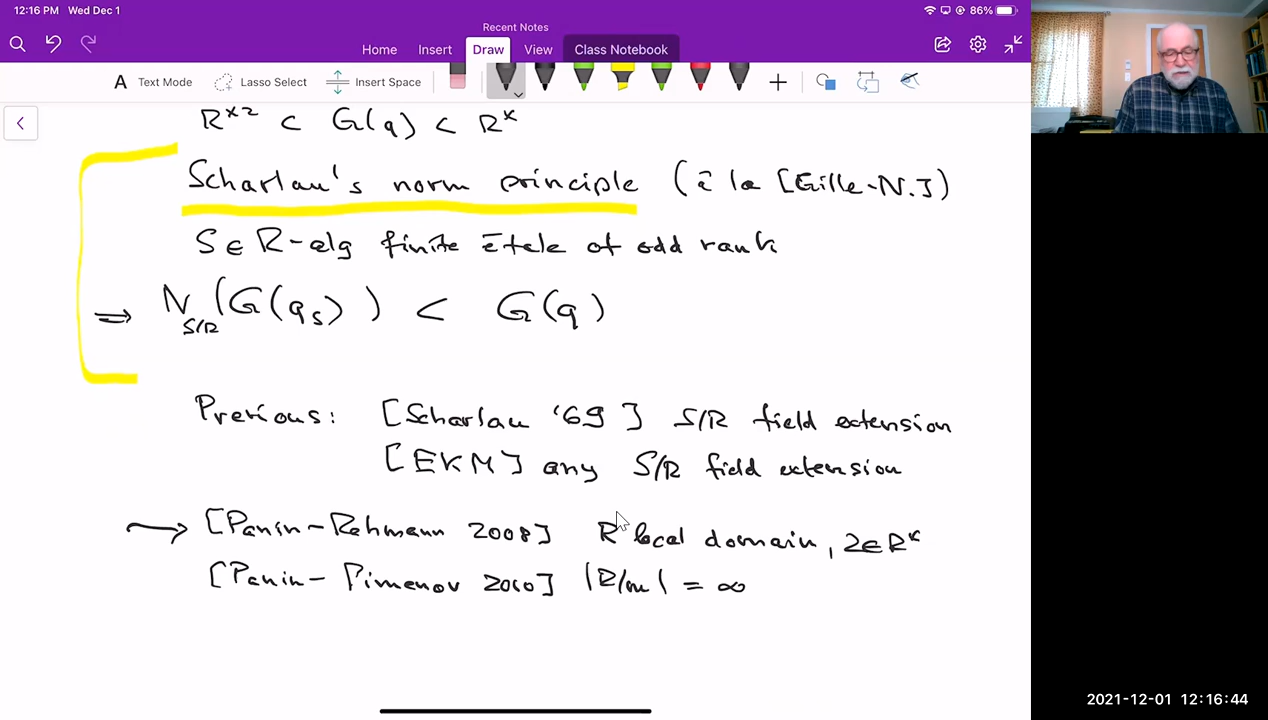 12:16 PM Wed Dec 1
86%
Recent Notes
Home Insert Draw View Class Notebook
Text Mode Lasso Select Insert Space
R^{×2} < G(q) < R^×
Scharlau's norm principle (à la [Gille-N.])
S ∈ R-alg finite étale of odd rank
⇒ N_{S/R}(G(q_S)) < G(q)
Previous: [Scharlau '69] S/R field extension
[EKM] any S/R field extension
→ [Panin-Rehmann 2008] R local domain, 2∈R^×
[Panin-Pimenov 2010] |R/m| = ∞
2021-12-01 12:16:44